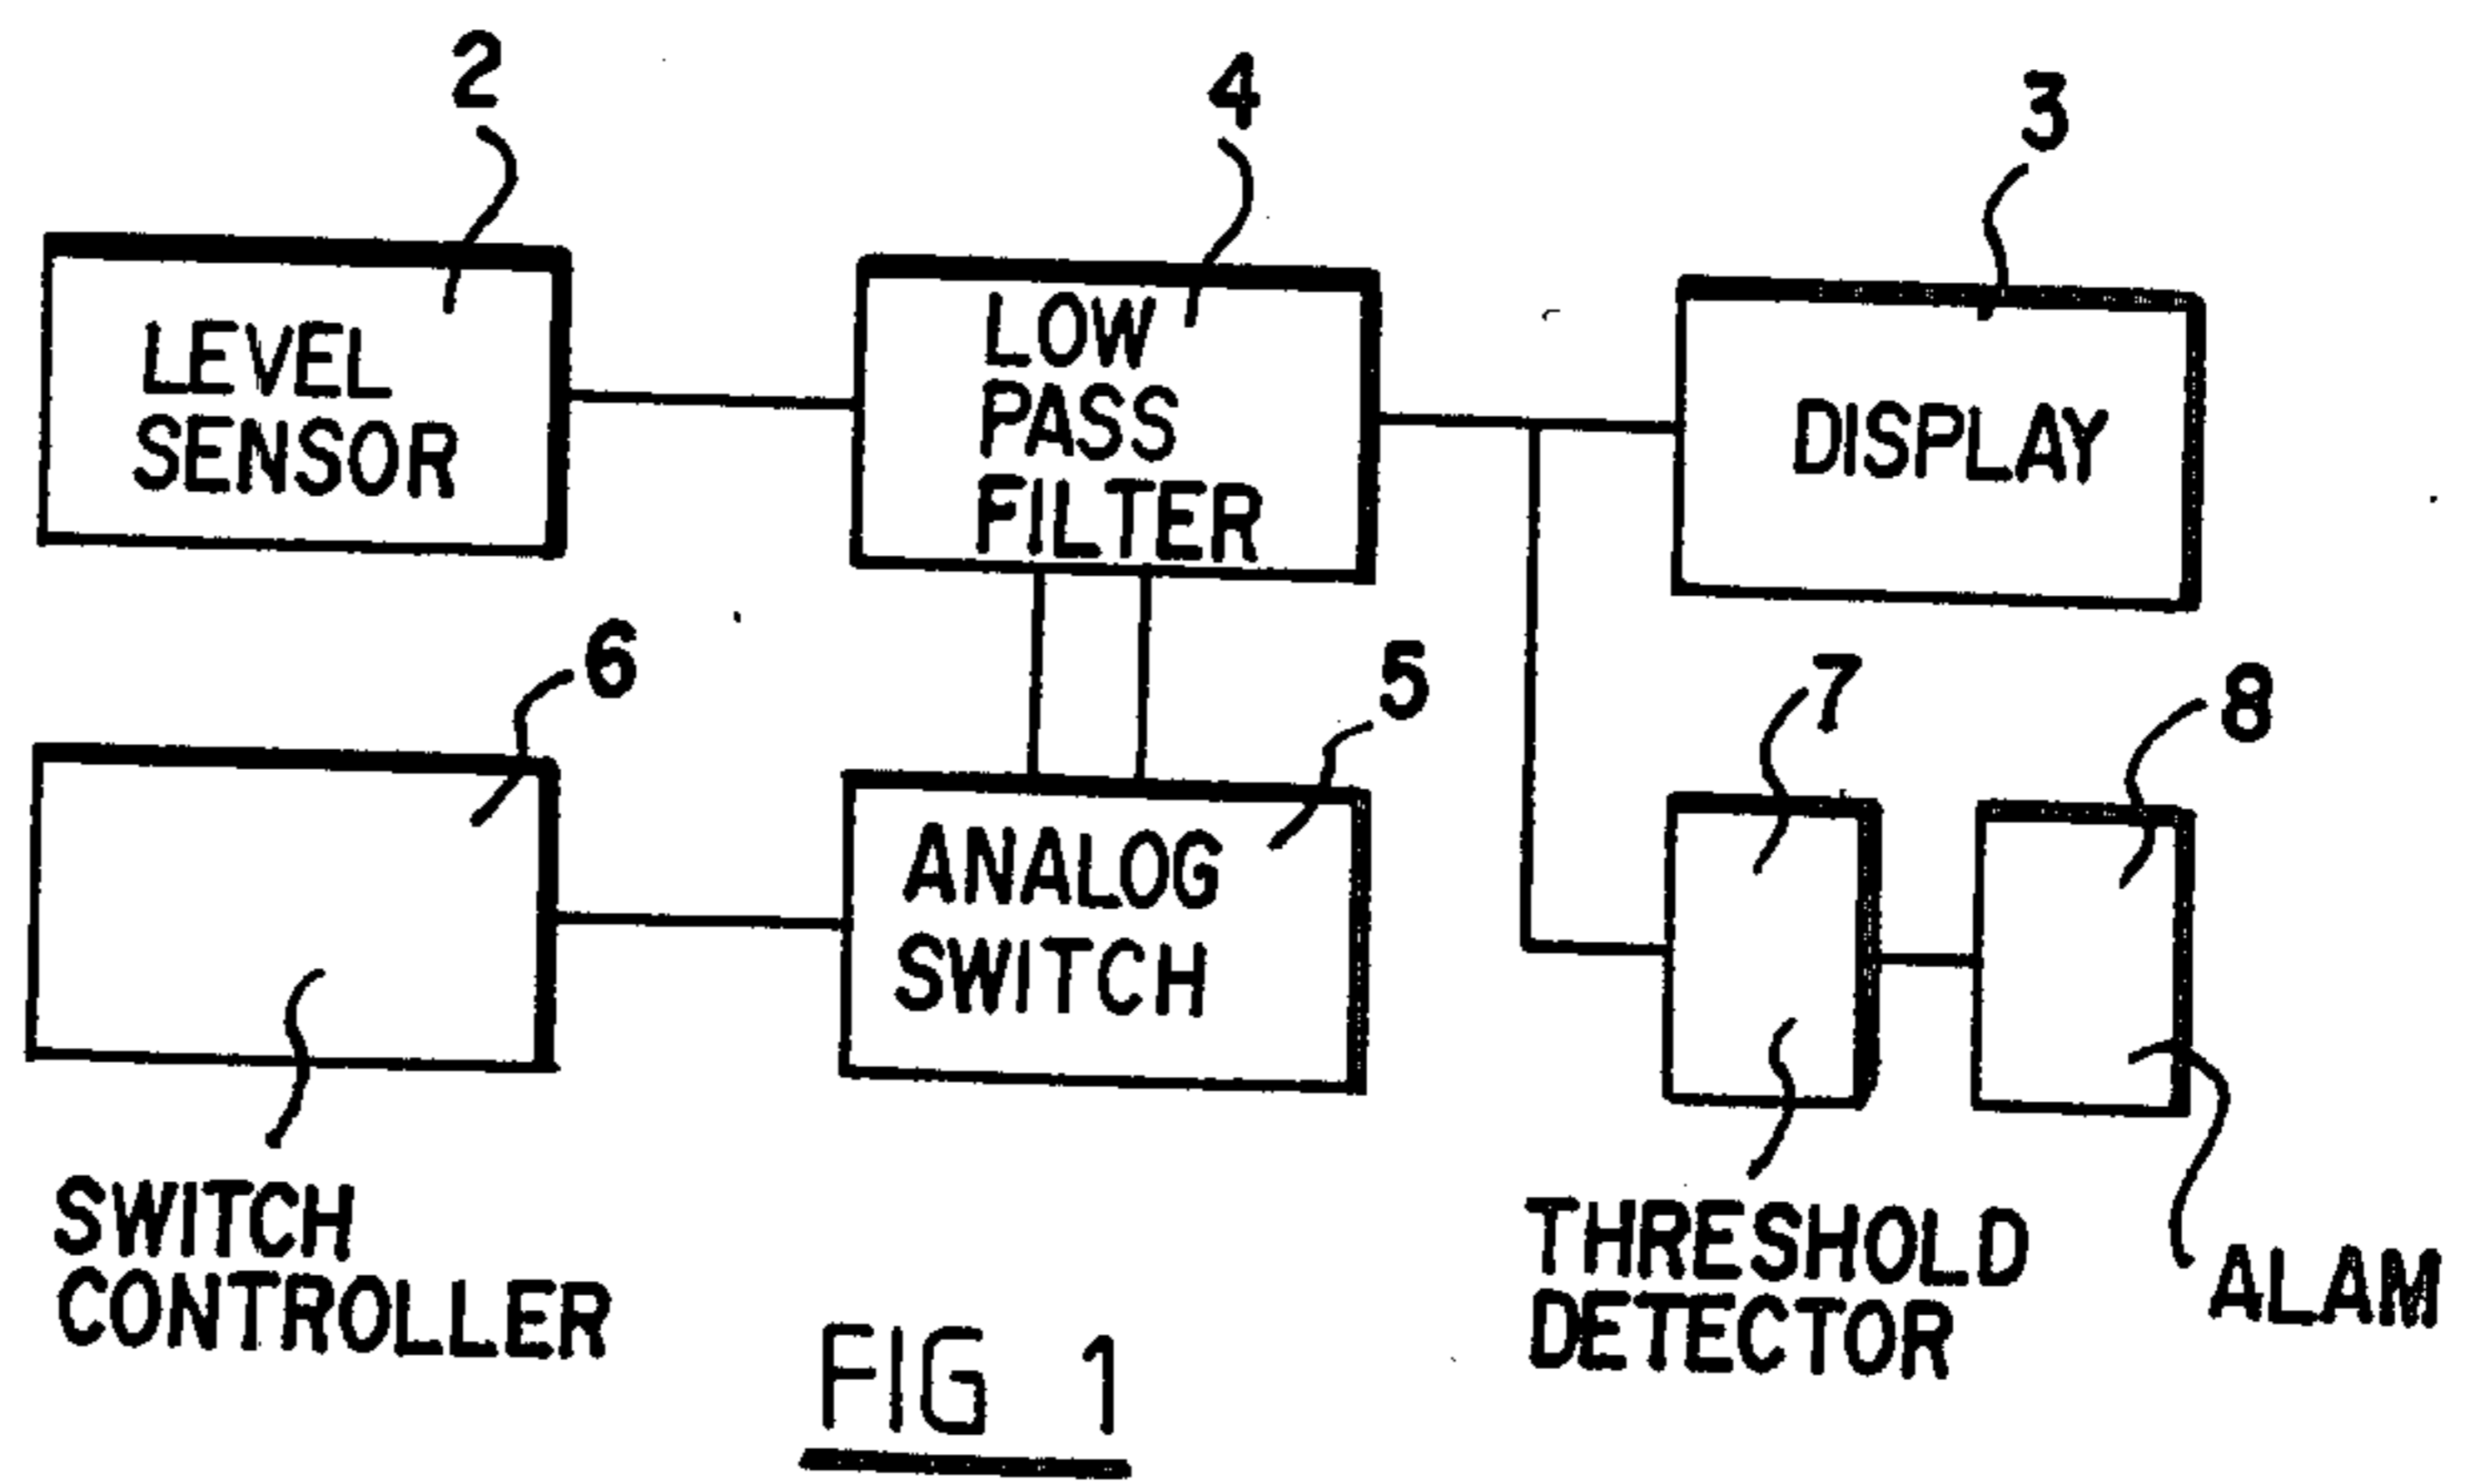 2
4
3
LEVEL
SENSOR
LOW
PASS
FILTER
DISPLAY
6
5
7
8
ANALOG
SWITCH
SWITCH
CONTROLLER
THRESHOLD
DETECTOR
ALAM
FIG 1